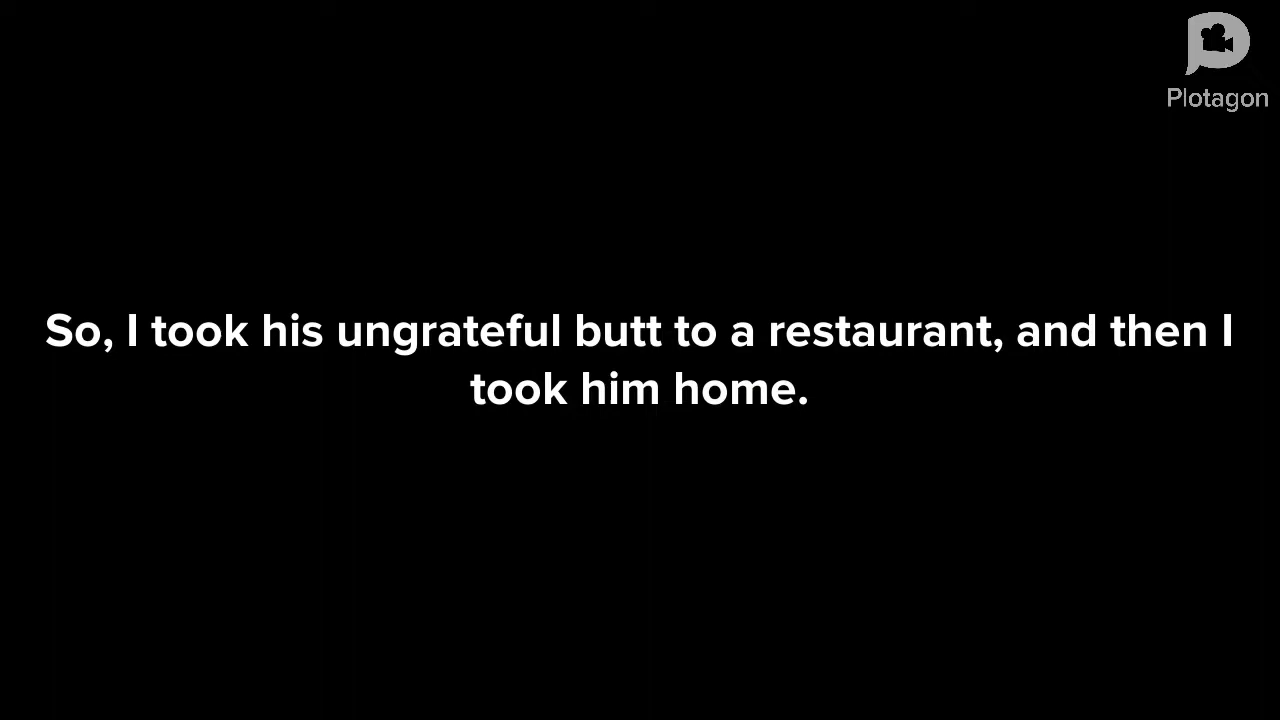 Plotagon
So, I took his ungrateful butt to a restaurant, and then I
took him home.